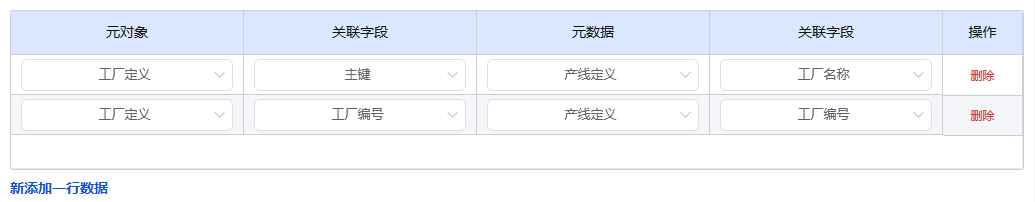 元对象 关联字段 元数据 关联字段 操作
工厂定义 主键 产线定义 工厂名称 删除
工厂定义 工厂编号 产线定义 工厂编号 删除
新添加一行数据